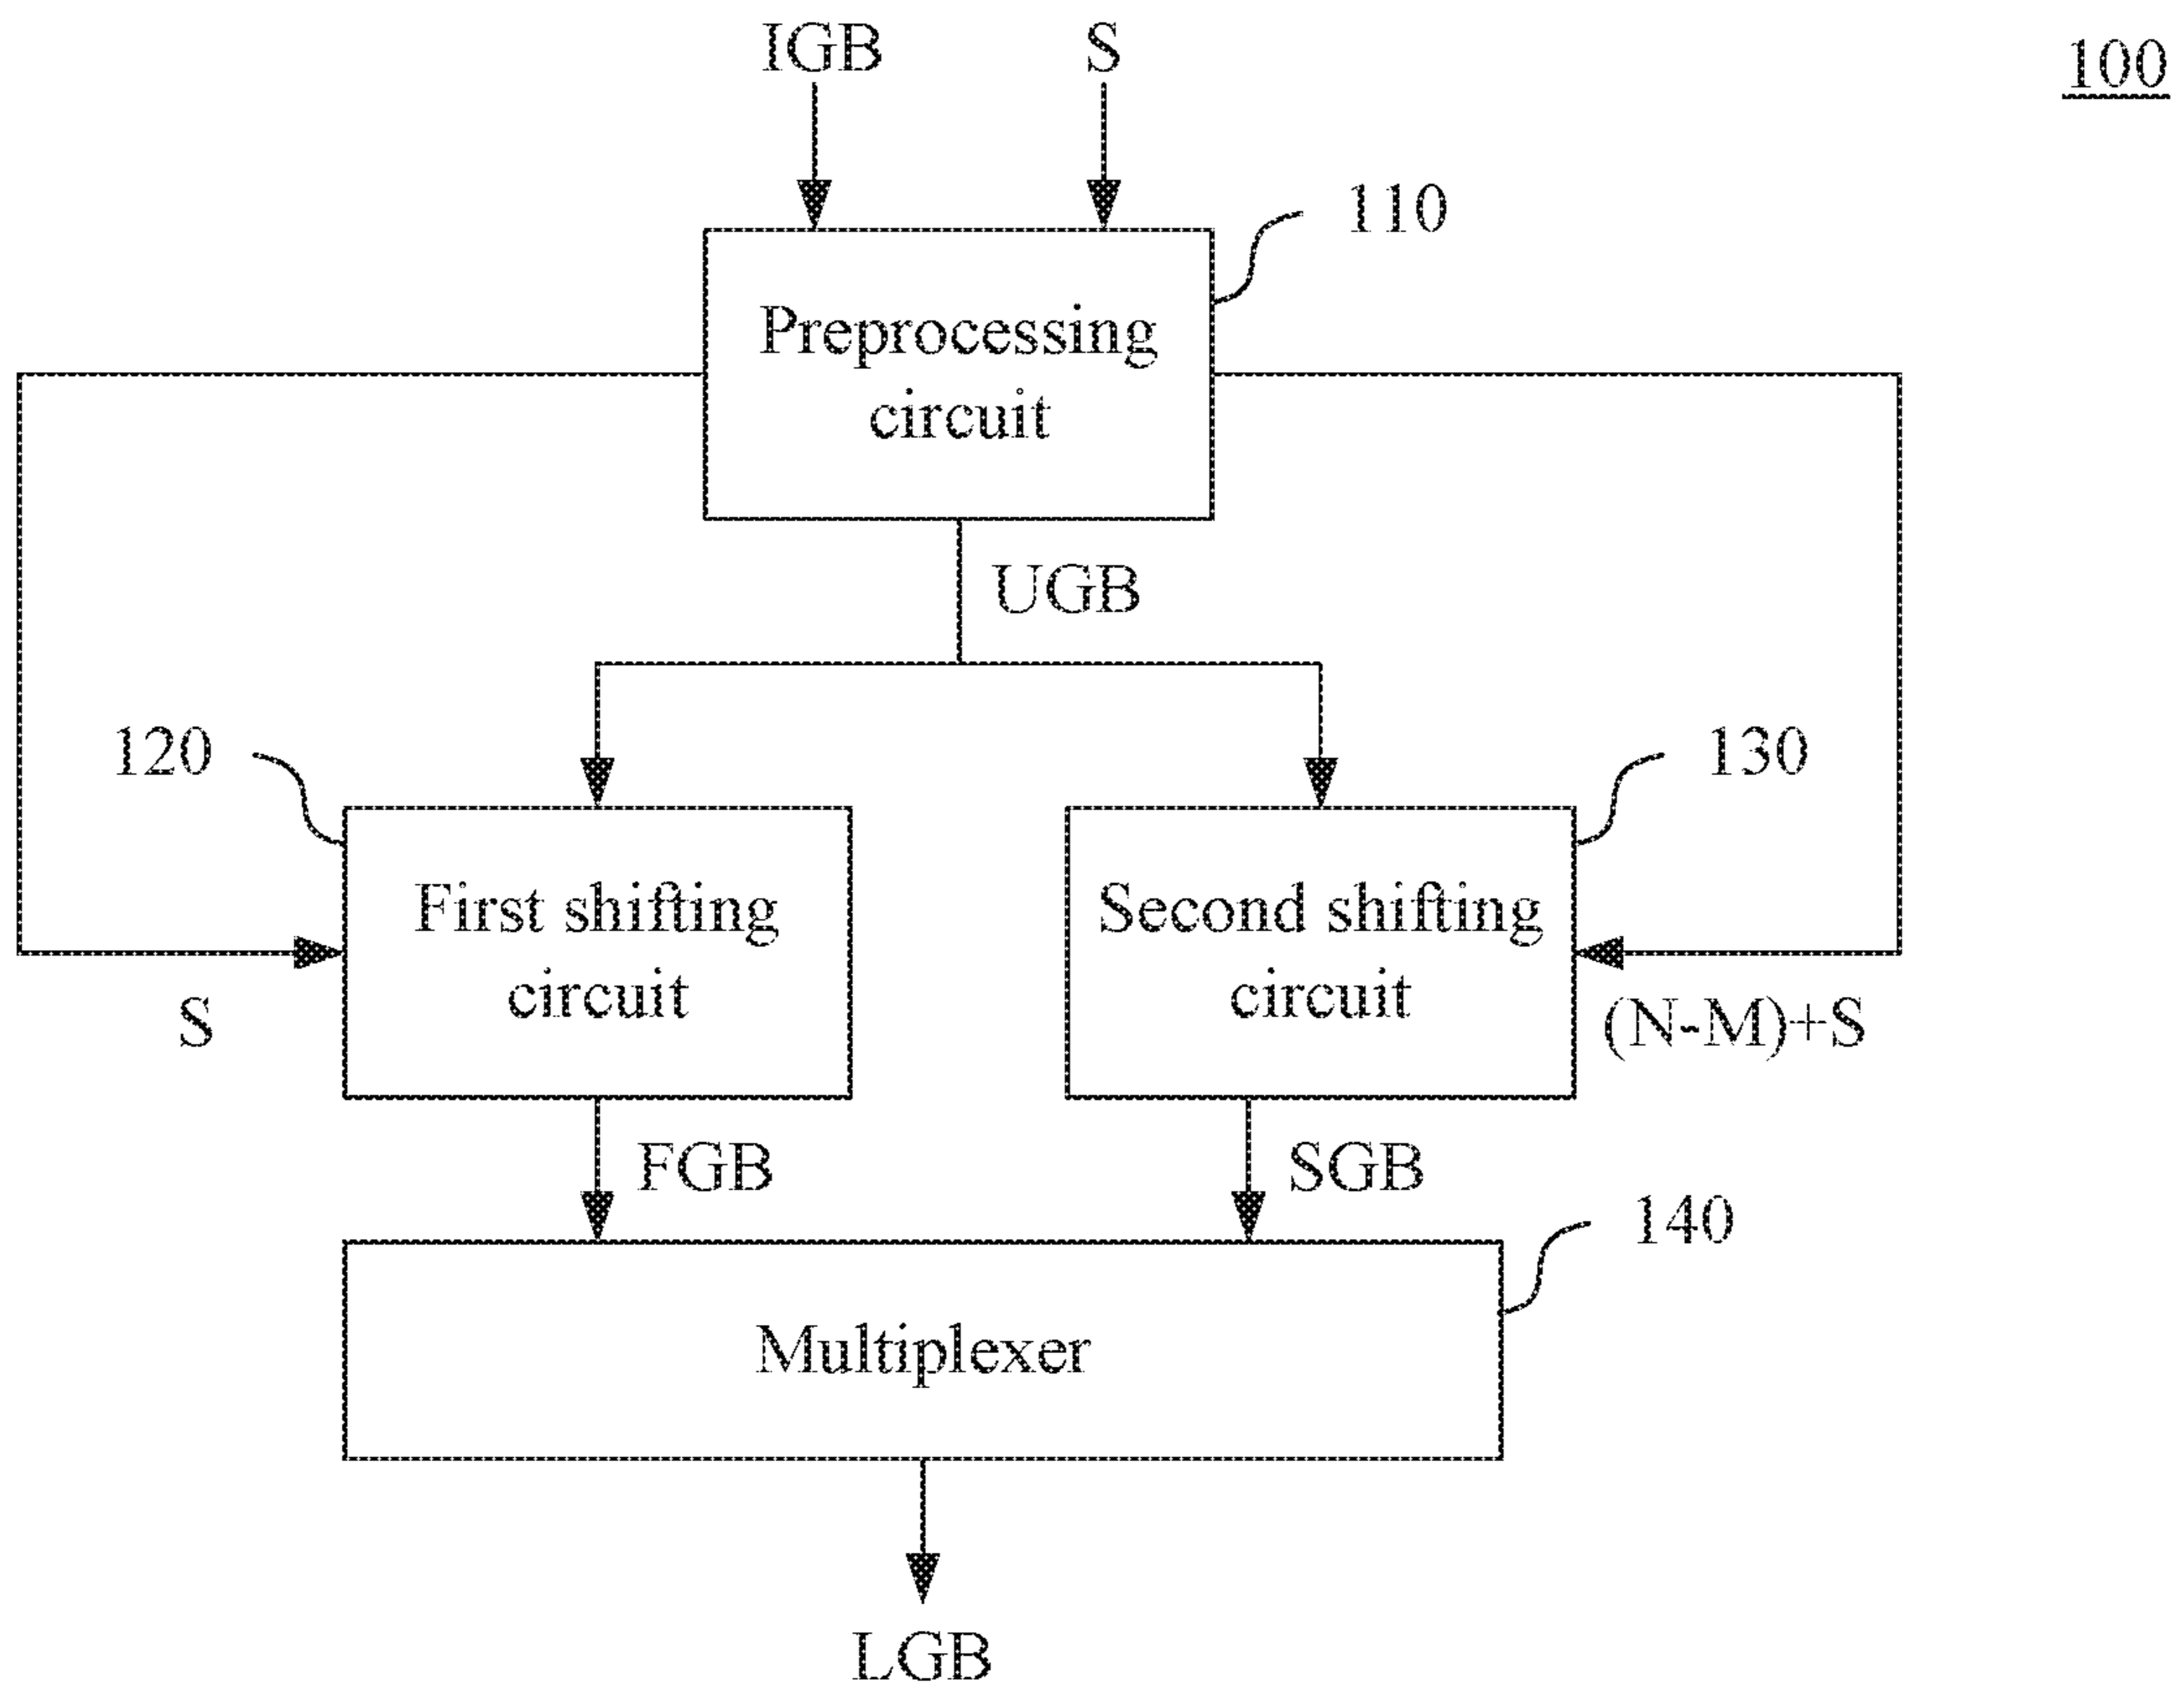 IGB S 100
110
Preprocessing
circuit
UGB
120 130
First shifting
circuit
Second shifting
circuit
S (N-M)+S
FGB SGB
140
Multiplexer
LGB